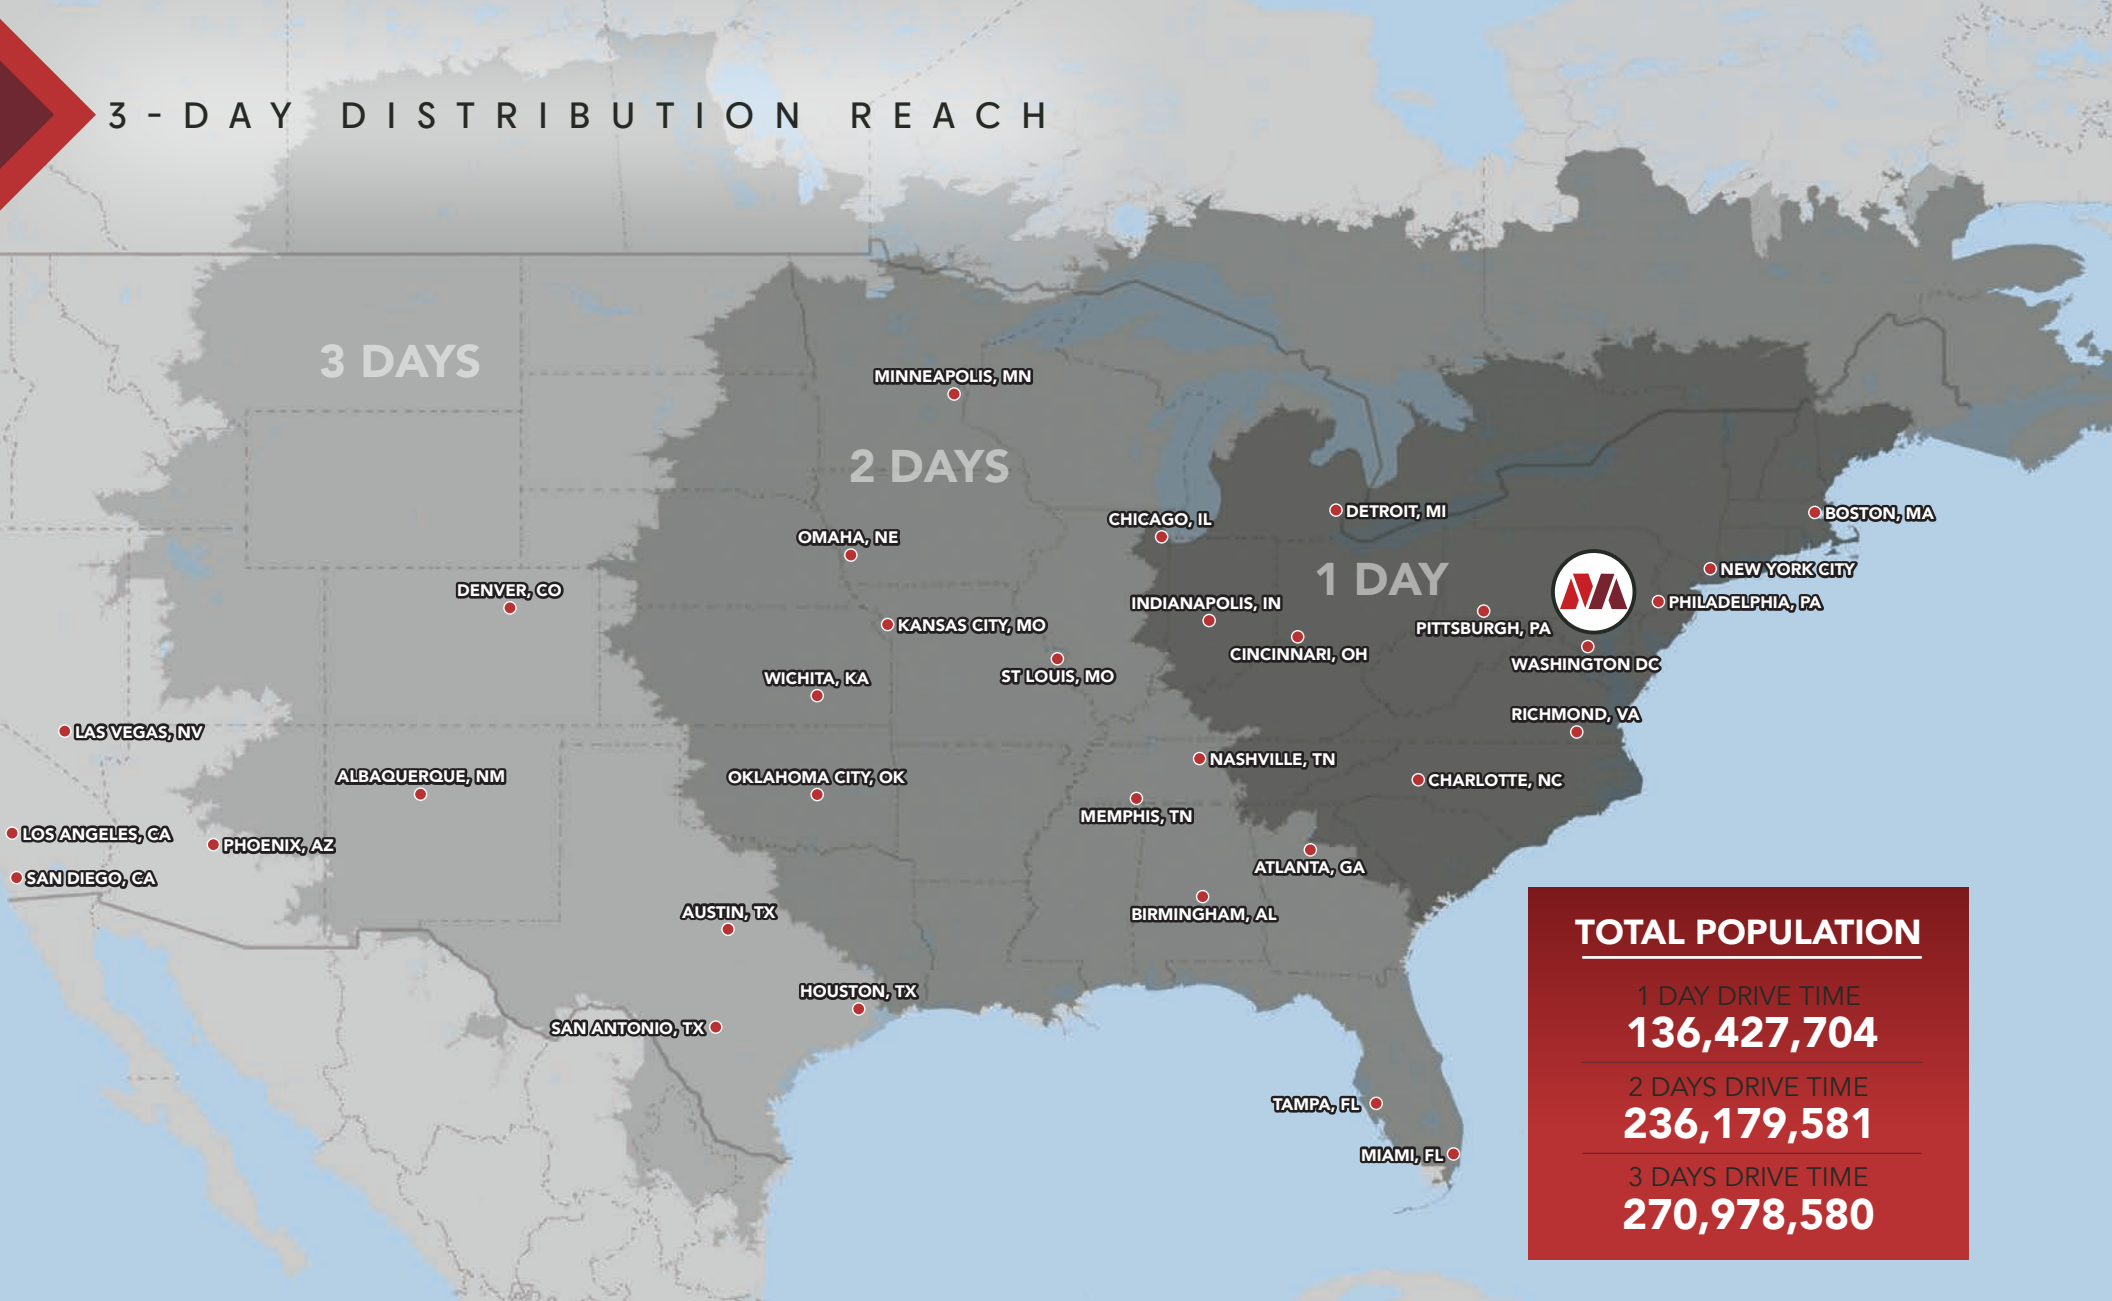 3-DAY DISTRIBUTION REACH
3 DAYS
MINNEAPOLIS, MN
2 DAYS
CHICAGO, IL
DETROIT, MI
BOSTON, MA
OMAHA, NE
NEW YORK CITY
1 DAY
DENVER, CO
INDIANAPOLIS, IN
PHILADELPHIA, PA
KANSAS CITY, MO
PITTSBURGH, PA
CINCINNARI, OH
WASHINGTON DC
WICHITA, KA
ST LOUIS, MO
RICHMOND, VA
LAS VEGAS, NV
NASHVILLE, TN
ALBAQUERQUE, NM
OKLAHOMA CITY, OK
CHARLOTTE, NC
MEMPHIS, TN
LOS ANGELES, CA
PHOENIX, AZ
ATLANTA, GA
SAN DIEGO, CA
AUSTIN, TX
BIRMINGHAM, AL
HOUSTON, TX
SAN ANTONIO, TX
TAMPA, FL
MIAMI, FL
TOTAL POPULATION
1 DAY DRIVE TIME
136,427,704
2 DAYS DRIVE TIME
236,179,581
3 DAYS DRIVE TIME
270,978,580